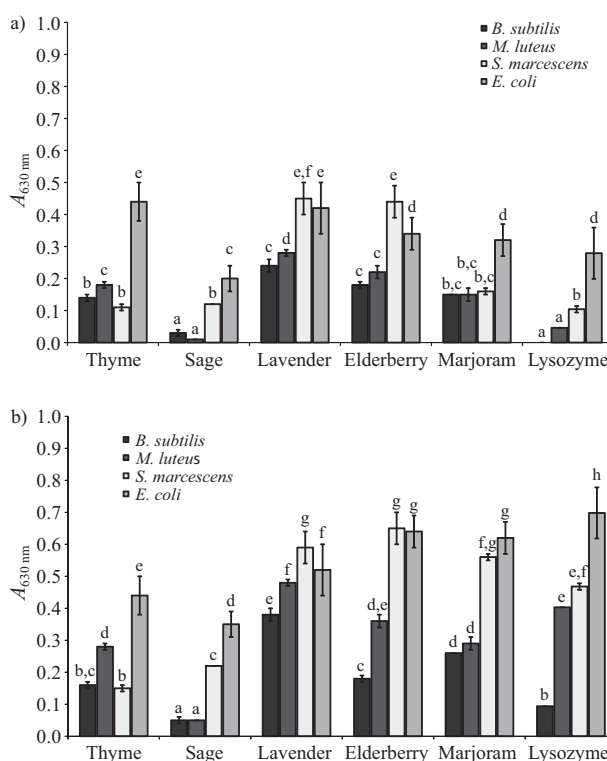 a)
1.0
B. subtilis
0.9
M. luteus
0.8
S. marcescens
0.7
E. coli
0.6
0.5
0.4
0.3
0.2
0.1
0.0
A630 nm
b c b e
a a b c
c d e,f e
c c e d
b,c b,c b,c d
a a b d
Thyme Sage Lavender Elderberry Marjoram Lysozyme
b)
1.0
0.9
B. subtilis
M. luteus
0.8
S. marcescens
0.7
E. coli
0.6
0.5
0.4
0.3
0.2
0.1
0.0
A630 nm
b,c d b e
a a c d
e f g f
c d,e g g
d d f,g g
b e e,f h
Thyme Sage Lavender Elderberry Marjoram Lysozyme